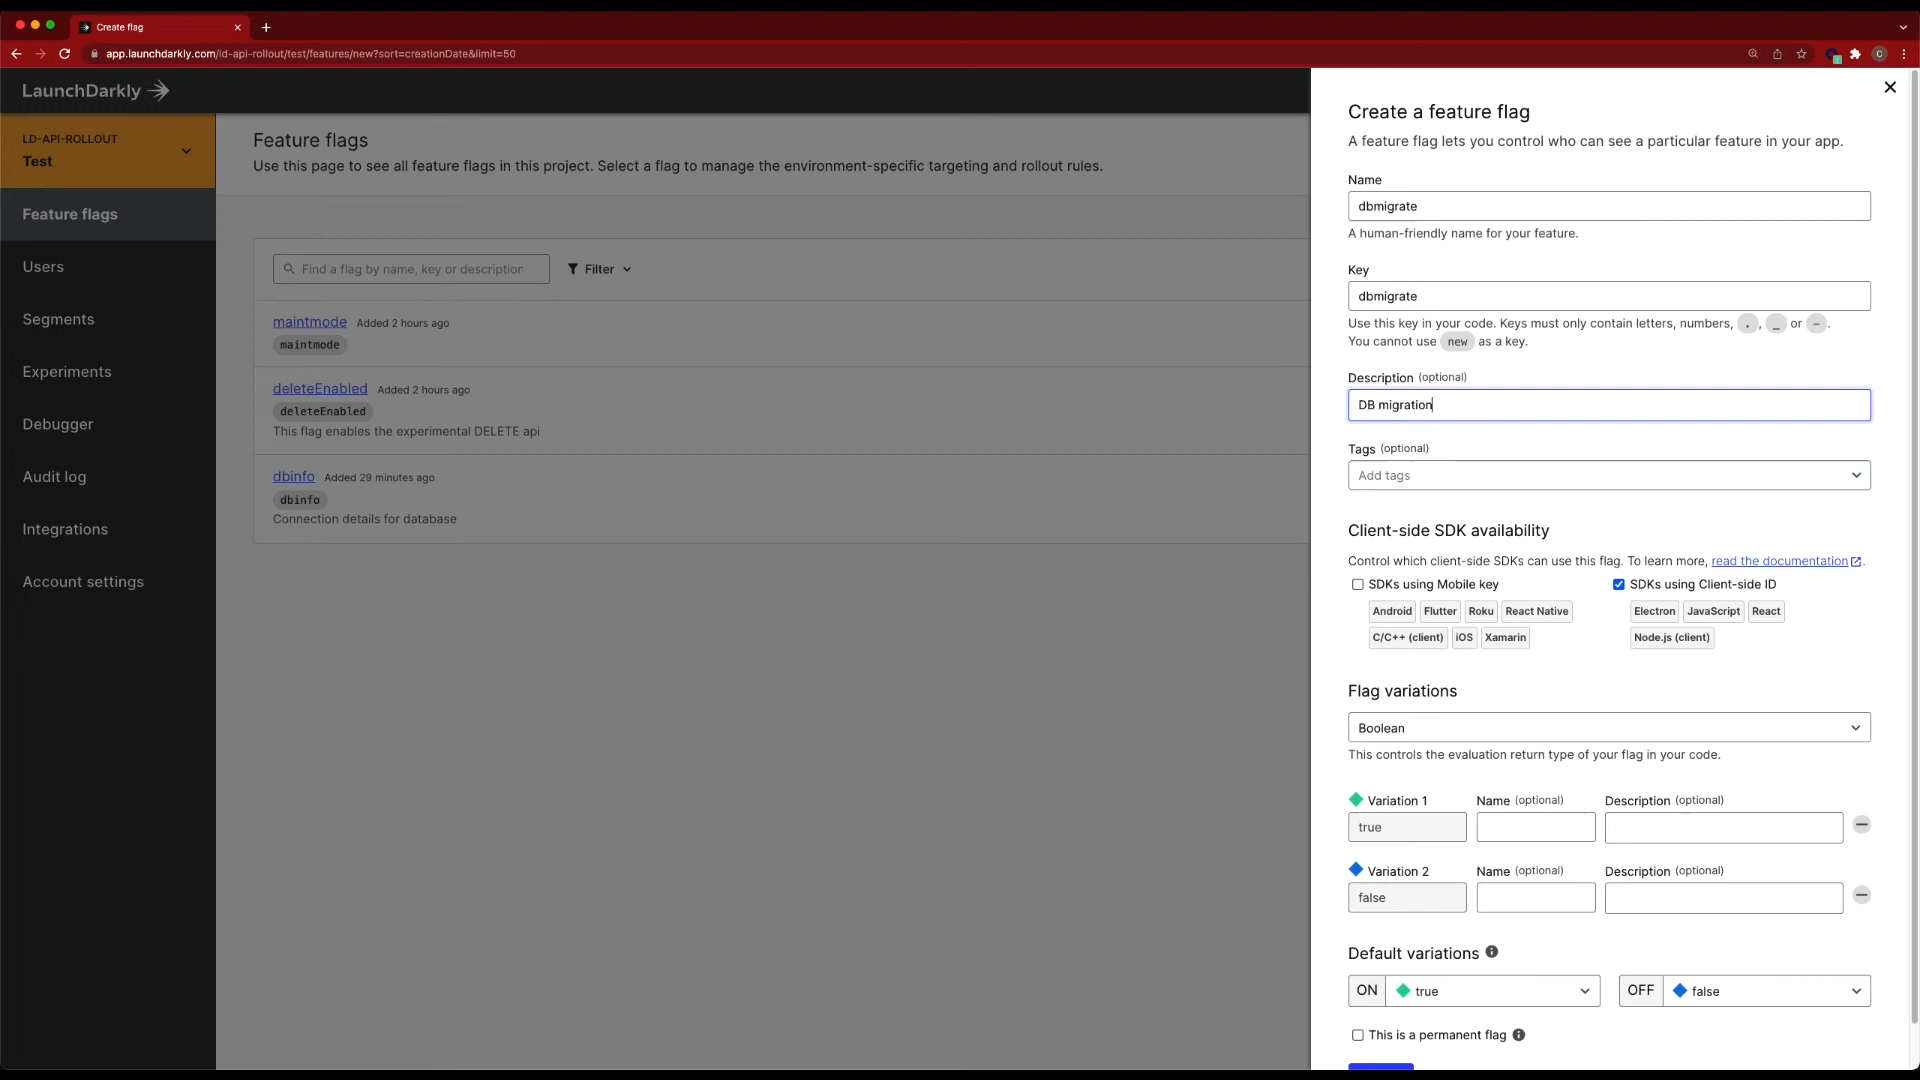 Create flag
app.launchdarkly.com/ld-api-rollout/test/features/new?sort=creationDate&limit=50
C
LaunchDarkly
LD-API-ROLLOUT
Test
Feature flags
Users
Segments
Experiments
Debugger
Audit log
Integrations
Account settings
Feature flags
Use this page to see all feature flags in this project. Select a flag to manage the environment-specific targeting and rollout rules.
Find a flag by name, key or description
Filter
maintmode Added 2 hours ago
maintmode
deleteEnabled Added 2 hours ago
deleteEnabled
This flag enables the experimental DELETE api
dbinfo Added 29 minutes ago
dbinfo
Connection details for database
Create a feature flag
A feature flag lets you control who can see a particular feature in your app.
Name
dbmigrate
A human-friendly name for your feature.
Key
dbmigrate
Use this key in your code. Keys must only contain letters, numbers, . , _ or - .
You cannot use new as a key.
Description (optional)
DB migration
Tags (optional)
Add tags
Client-side SDK availability
Control which client-side SDKs can use this flag. To learn more, read the documentation .
SDKs using Mobile key
Android Flutter Roku React Native
C/C++ (client) iOS Xamarin
SDKs using Client-side ID
Electron JavaScript React
Node.js (client)
Flag variations
Boolean
This controls the evaluation return type of your flag in your code.
Variation 1 Name (optional) Description (optional)
true
Variation 2 Name (optional) Description (optional)
false
Default variations
ON true OFF false
This is a permanent flag